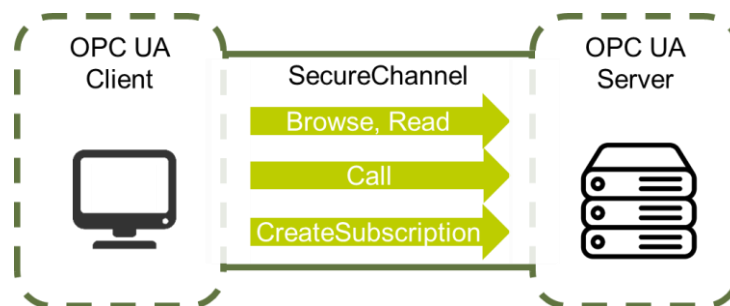 OPC UA
Client
SecureChannel
Browse, Read
Call
CreateSubscription
OPC UA
Server